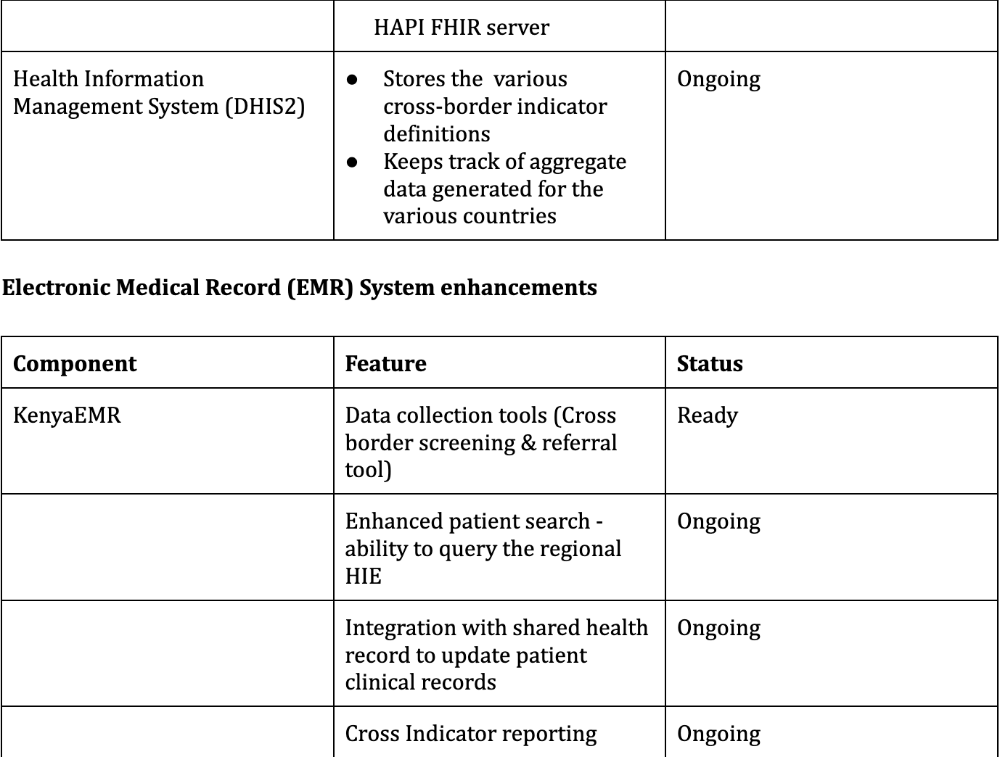 HAPI FHIR server
Health Information
Management System (DHIS2)
● Stores the  various
cross-border indicator
definitions
● Keeps track of aggregate
data generated for the
various countries
Ongoing
Electronic Medical Record (EMR) System enhancements
Component
Feature
Status
KenyaEMR
Data collection tools (Cross
border screening & referral
tool)
Ready
Enhanced patient search -
ability to query the regional
HIE
Ongoing
Integration with shared health
record to update patient
clinical records
Ongoing
Cross Indicator reporting
Ongoing